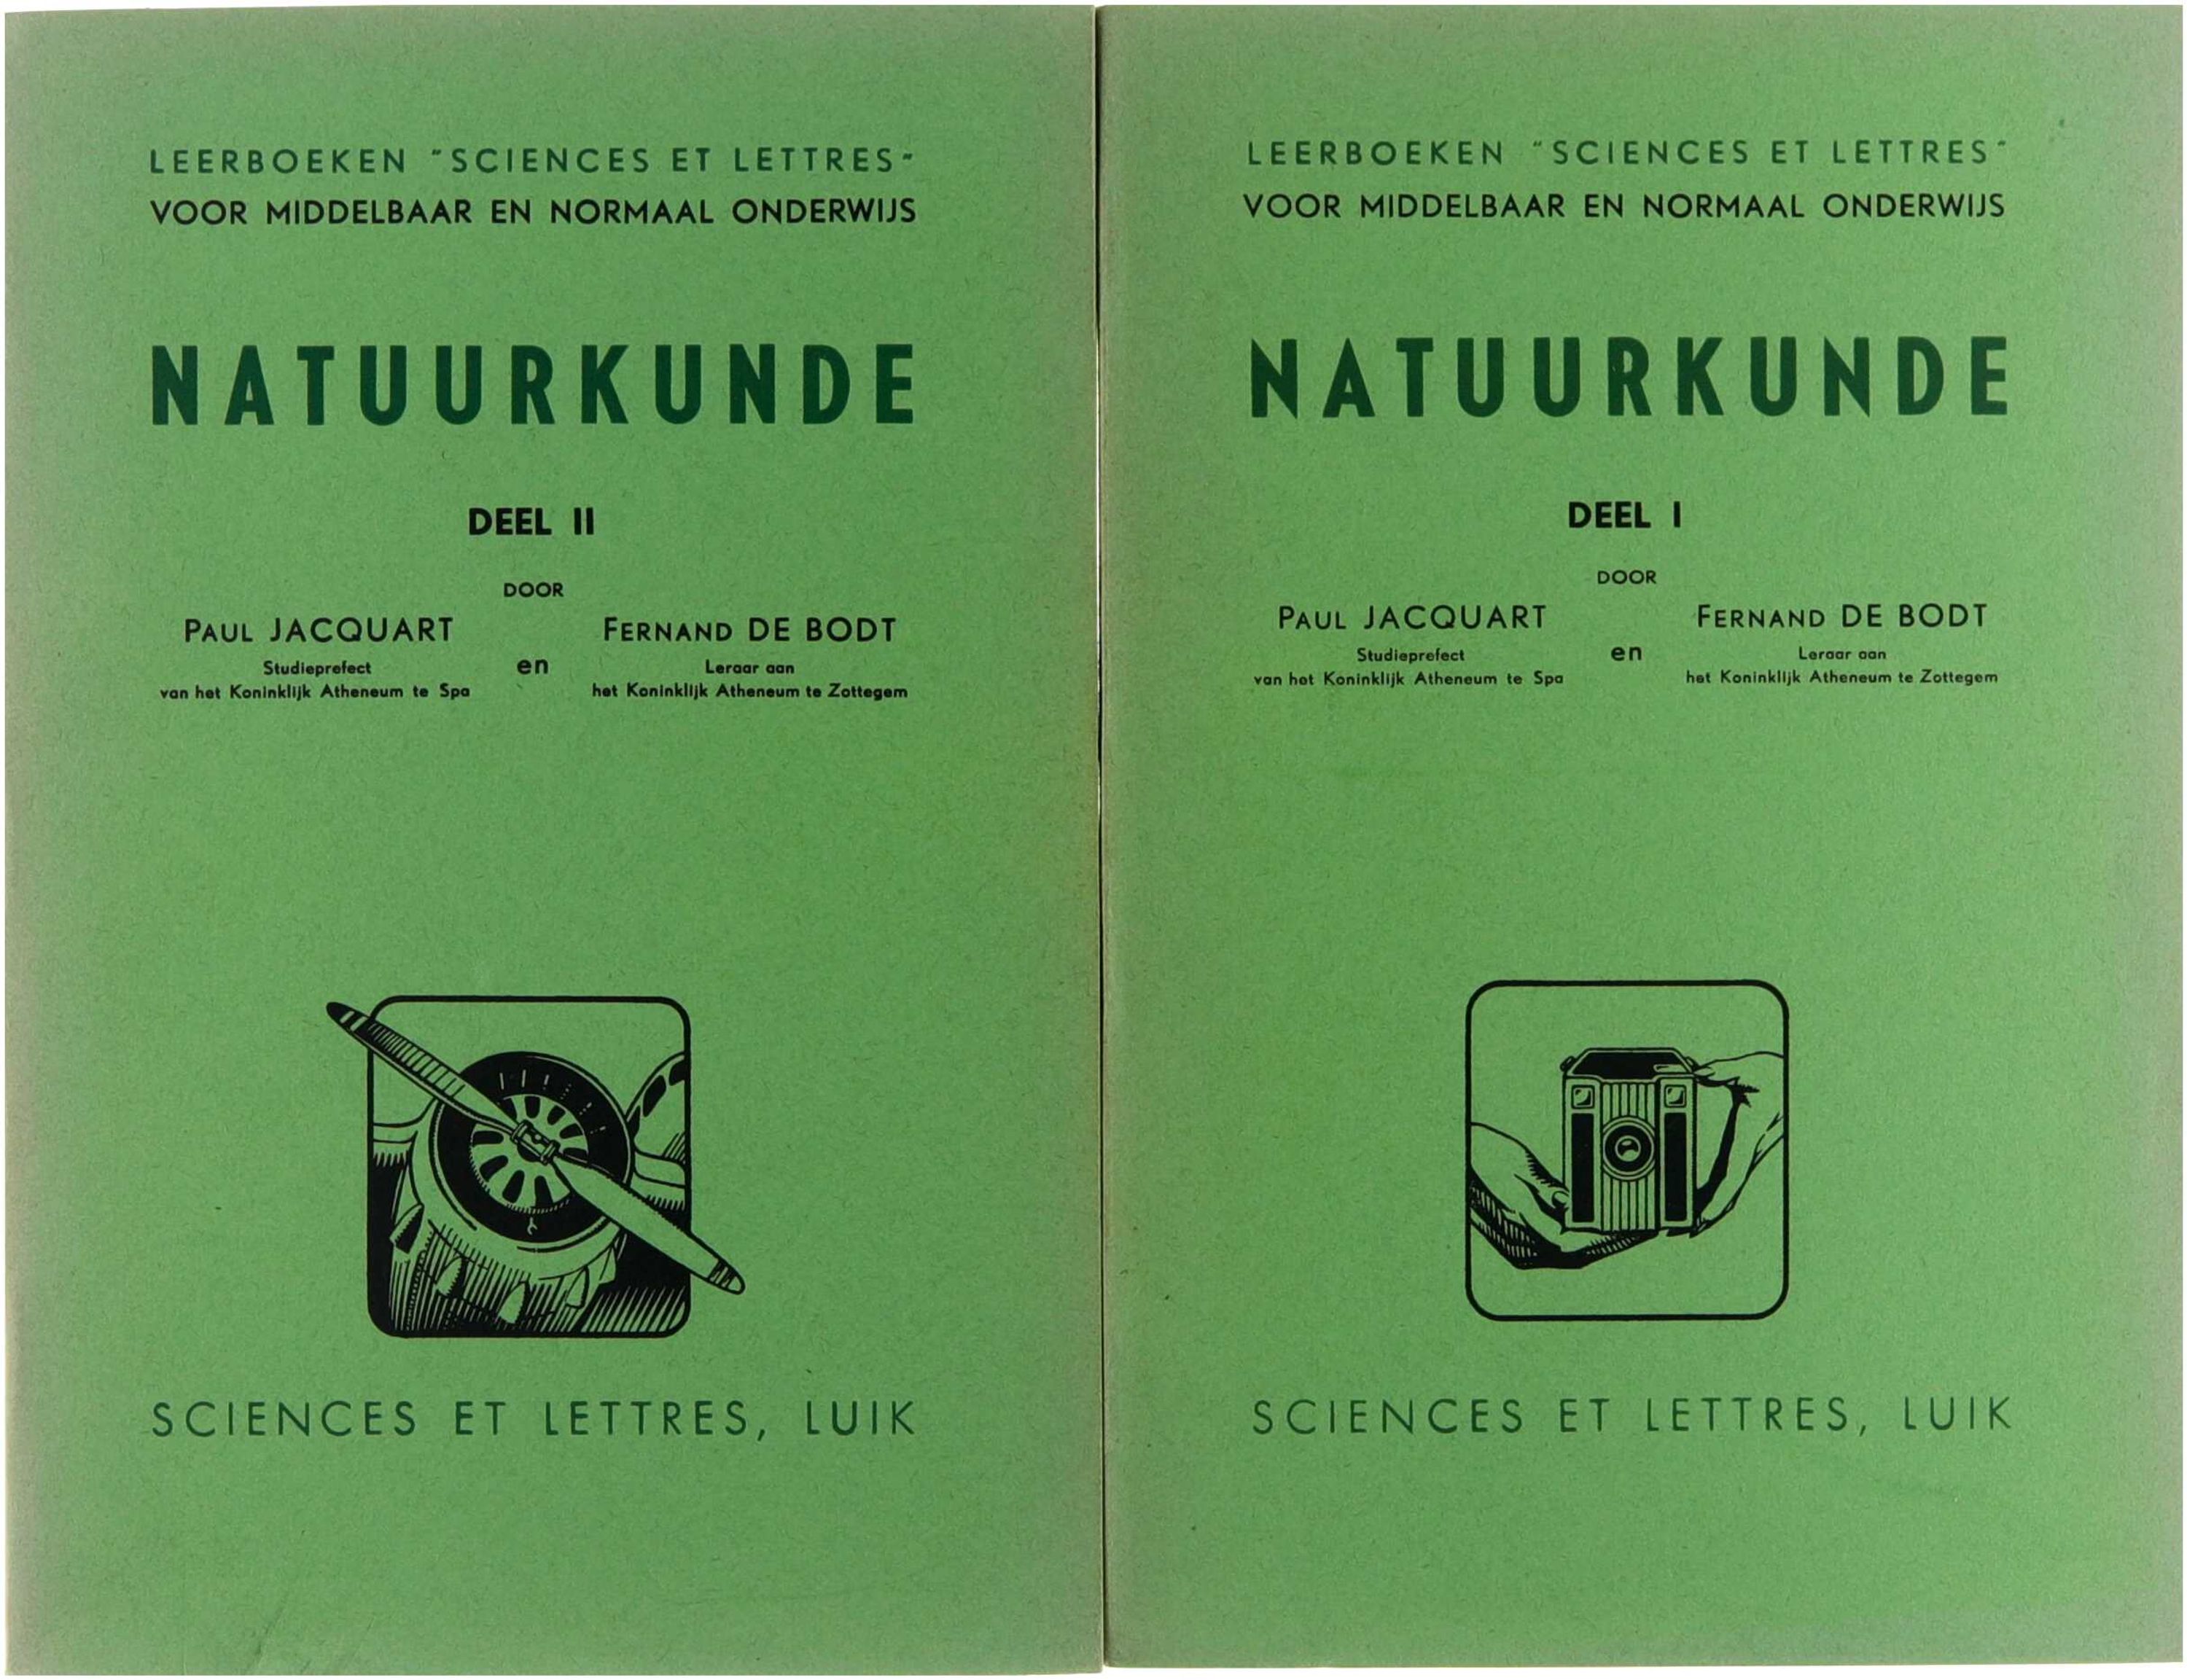 LEERBOEKEN "SCIENCES ET LETTRES"
VOOR MIDDELBAAR EN NORMAAL ONDERWIJS
NATUURKUNDE
DEEL II
DOOR
PAUL JACQUART
Studieprefect
van het Koninklijk Atheneum te Spa
en
FERNAND DE BODT
Leraar aan
het Koninklijk Atheneum te Zottegem
SCIENCES ET LETTRES, LUIK
LEERBOEKEN "SCIENCES ET LETTRES"
VOOR MIDDELBAAR EN NORMAAL ONDERWIJS
NATUURKUNDE
DEEL I
DOOR
PAUL JACQUART
Studieprefect
van het Koninklijk Atheneum te Spa
en
FERNAND DE BODT
Leraar aan
het Koninklijk Atheneum te Zottegem
SCIENCES ET LETTRES, LUIK